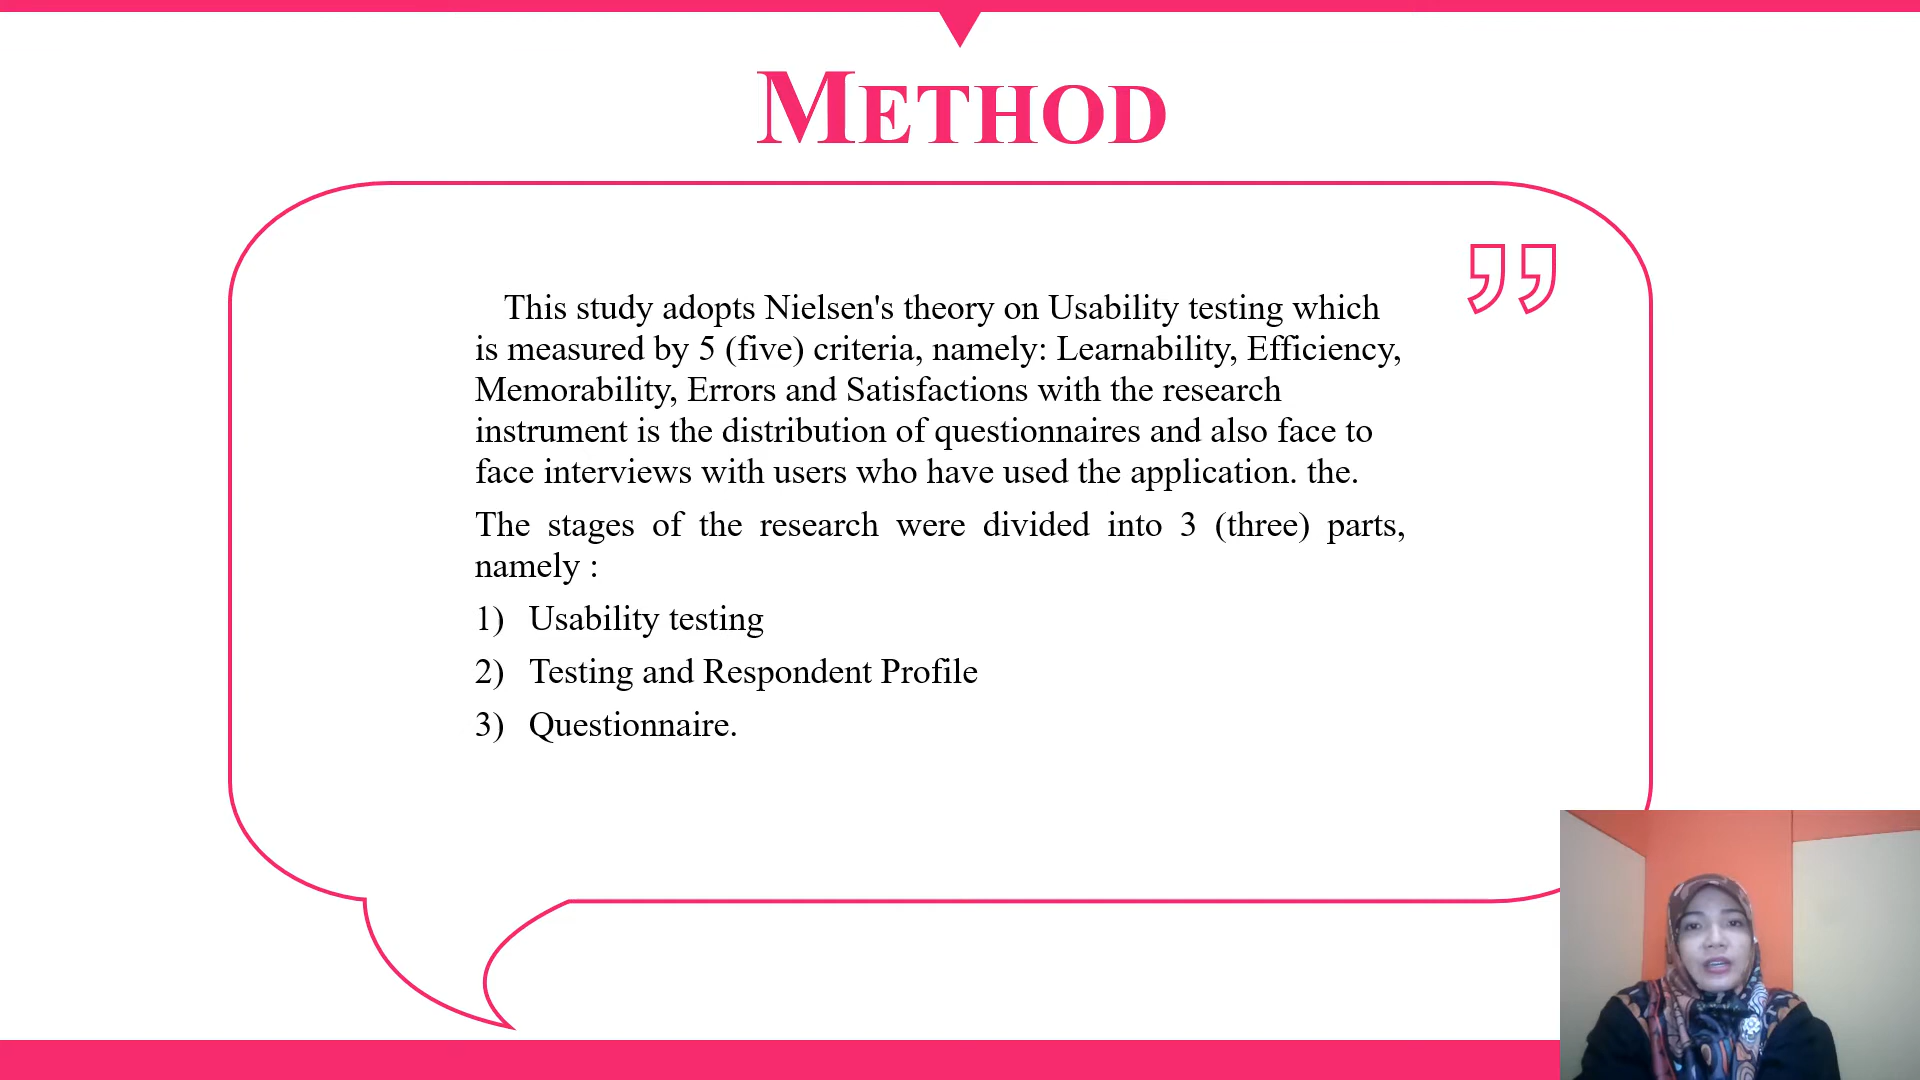 METHOD
This study adopts Nielsen's theory on Usability testing which
is measured by 5 (five) criteria, namely: Learnability, Efficiency,
Memorability, Errors and Satisfactions with the research
instrument is the distribution of questionnaires and also face to
face interviews with users who have used the application. the.
The stages of the research were divided into 3 (three) parts,
namely :
1) Usability testing
2) Testing and Respondent Profile
3) Questionnaire.